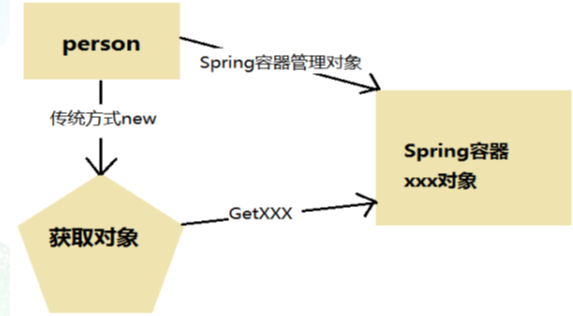 person
Spring容器管理对象
传统方式new
Spring容器
xxx对象
GetXXX
获取对象